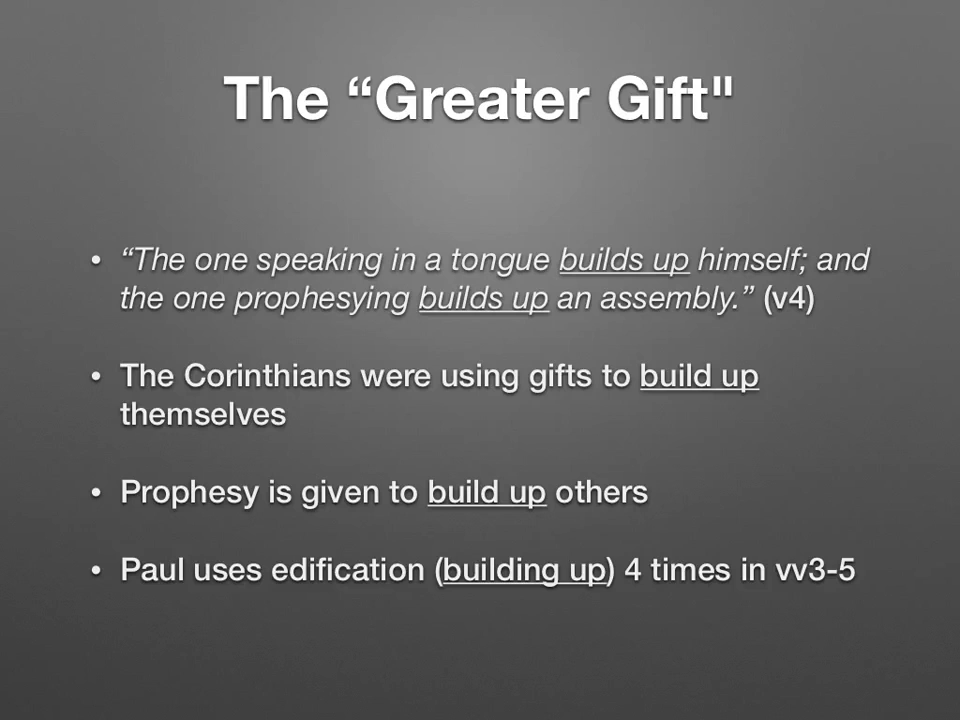 The “Greater Gift"
• “The one speaking in a tongue builds up himself; and
the one prophesying builds up an assembly.” (v4)
• The Corinthians were using gifts to build up
themselves
• Prophesy is given to build up others
• Paul uses edification (building up) 4 times in vv3-5